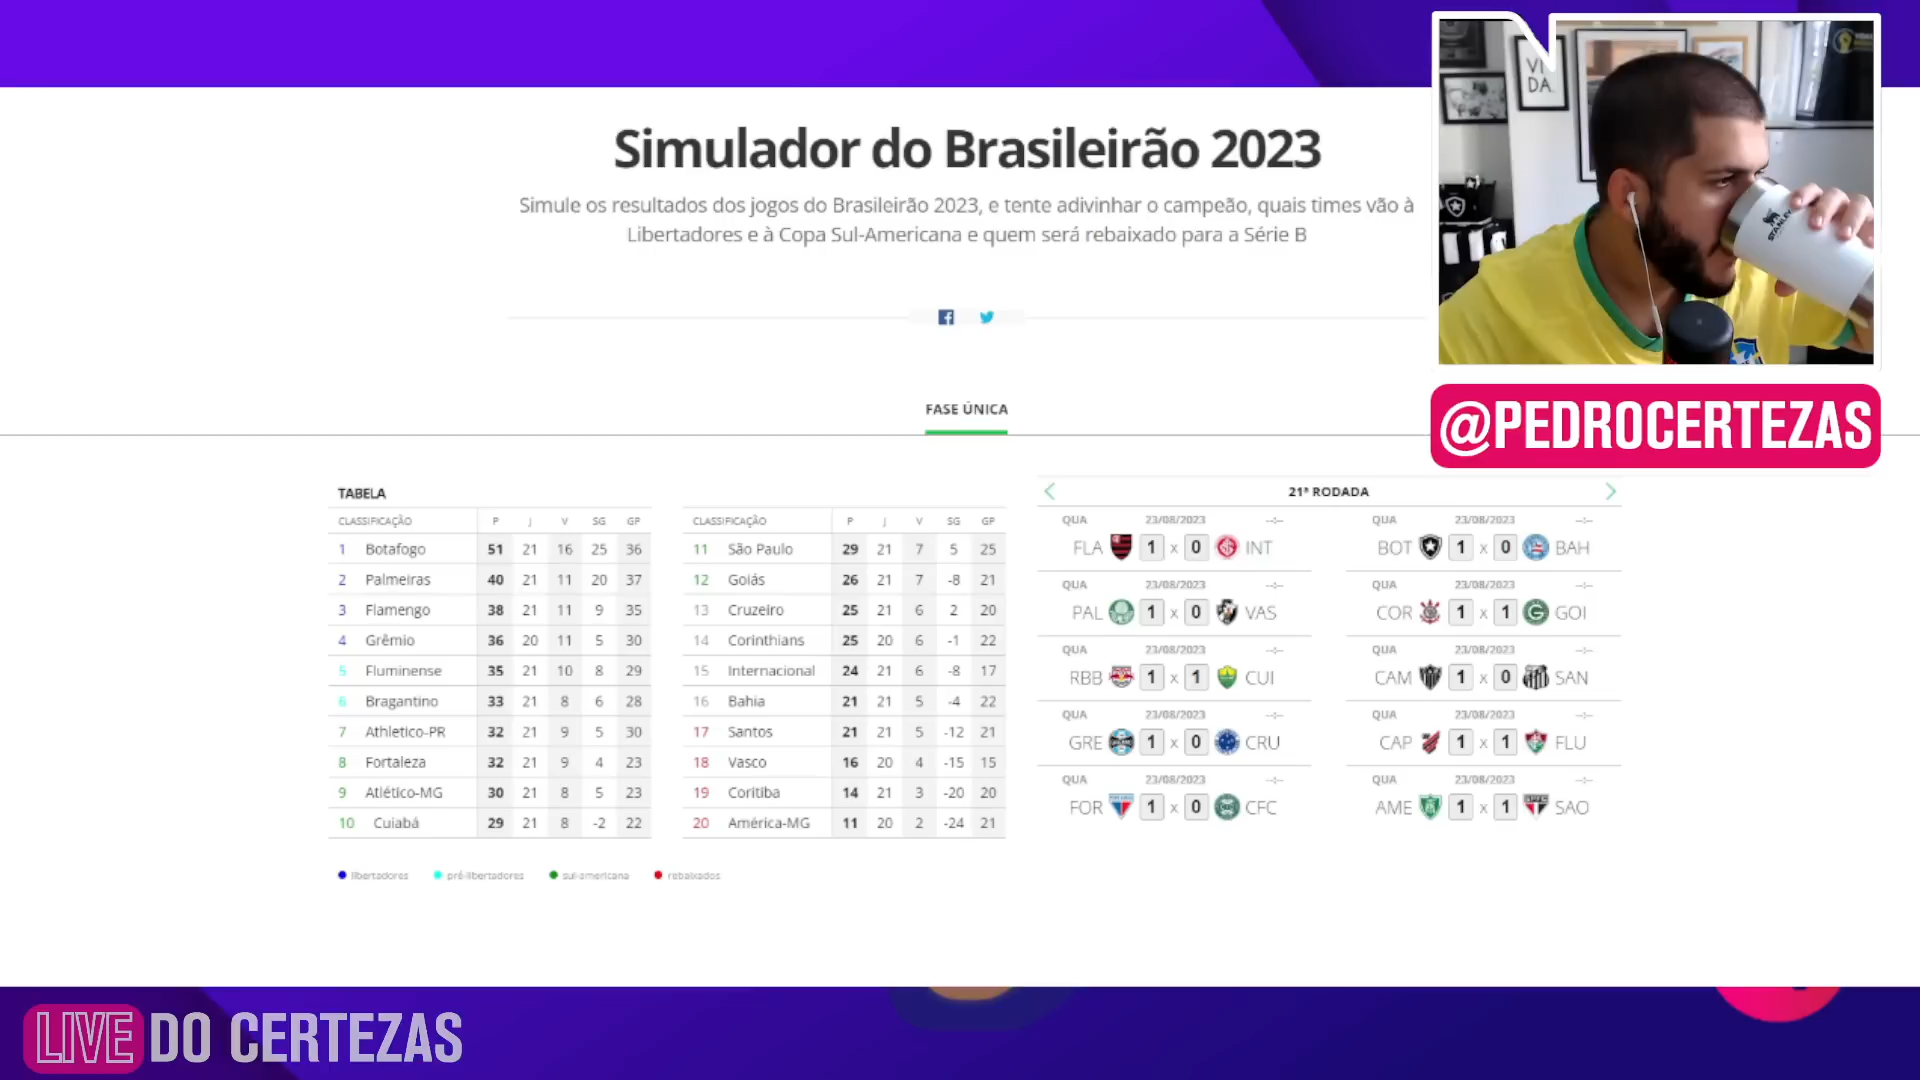 Simulador do Brasileirão 2023
Simule os resultados dos jogos do Brasileirão 2023, e tente adivinhar o campeão, quais times vão à
Libertadores e à Copa Sul-Americana e quem será rebaixado para a Série B
VI
DA.
STANLEY
@PEDROCERTEZAS
FASE ÚNICA
TABELA
CLASSIFICAÇÃO P J V SG GP
1 Botafogo 51 21 16 25 36
2 Palmeiras 40 21 11 20 37
3 Flamengo 38 21 11 9 35
4 Grêmio 36 20 11 5 30
5 Fluminense 35 21 10 8 29
6 Bragantino 33 21 8 6 28
7 Athletico-PR 32 21 9 5 30
8 Fortaleza 32 21 9 4 23
9 Atlético-MG 30 21 8 5 23
10 Cuiabá 29 21 8 -2 22
CLASSIFICAÇÃO P J V SG GP
11 São Paulo 29 21 7 5 25
12 Goiás 26 21 7 -8 21
13 Cruzeiro 25 21 6 2 20
14 Corinthians 25 20 6 -1 22
15 Internacional 24 21 6 -8 17
16 Bahia 21 21 5 -4 22
17 Santos 21 21 5 -12 21
18 Vasco 16 20 4 -15 15
19 Coritiba 14 21 3 -20 20
20 América-MG 11 20 2 -24 21
libertadores pré-libertadores sul-americana rebaixados
21ª RODADA
QUA 23/08/2023 --:--
FLA 1 x 0 INT
QUA 23/08/2023 --:--
BOT 1 x 0 BAH
QUA 23/08/2023 --:--
PAL 1 x 0 VAS
QUA 23/08/2023 --:--
COR 1 x 1 GOI
QUA 23/08/2023 --:--
RBB 1 x 1 CUI
QUA 23/08/2023 --:--
CAM 1 x 0 SAN
QUA 23/08/2023 --:--
GRE 1 x 0 CRU
QUA 23/08/2023 --:--
CAP 1 x 1 FLU
QUA 23/08/2023 --:--
FOR 1 x 0 CFC
QUA 23/08/2023 --:--
AME 1 x 1 SAO
LIVE DO CERTEZAS